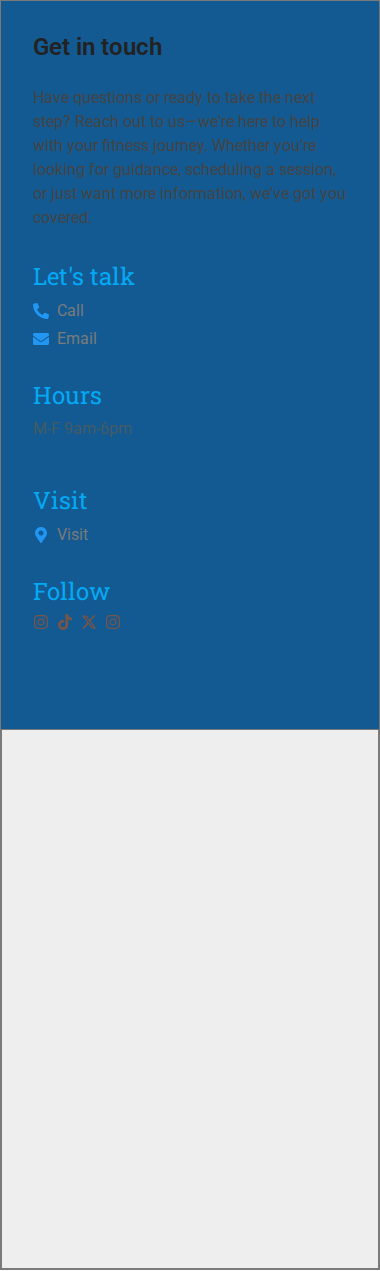 Get in touch
Have questions or ready to take the next
step? Reach out to us—we're here to help
with your fitness journey. Whether you're
looking for guidance, scheduling a session,
or just want more information, we've got you
covered.
Let's talk
Call
Email
Hours
M-F 9am-6pm
Visit
Visit
Follow